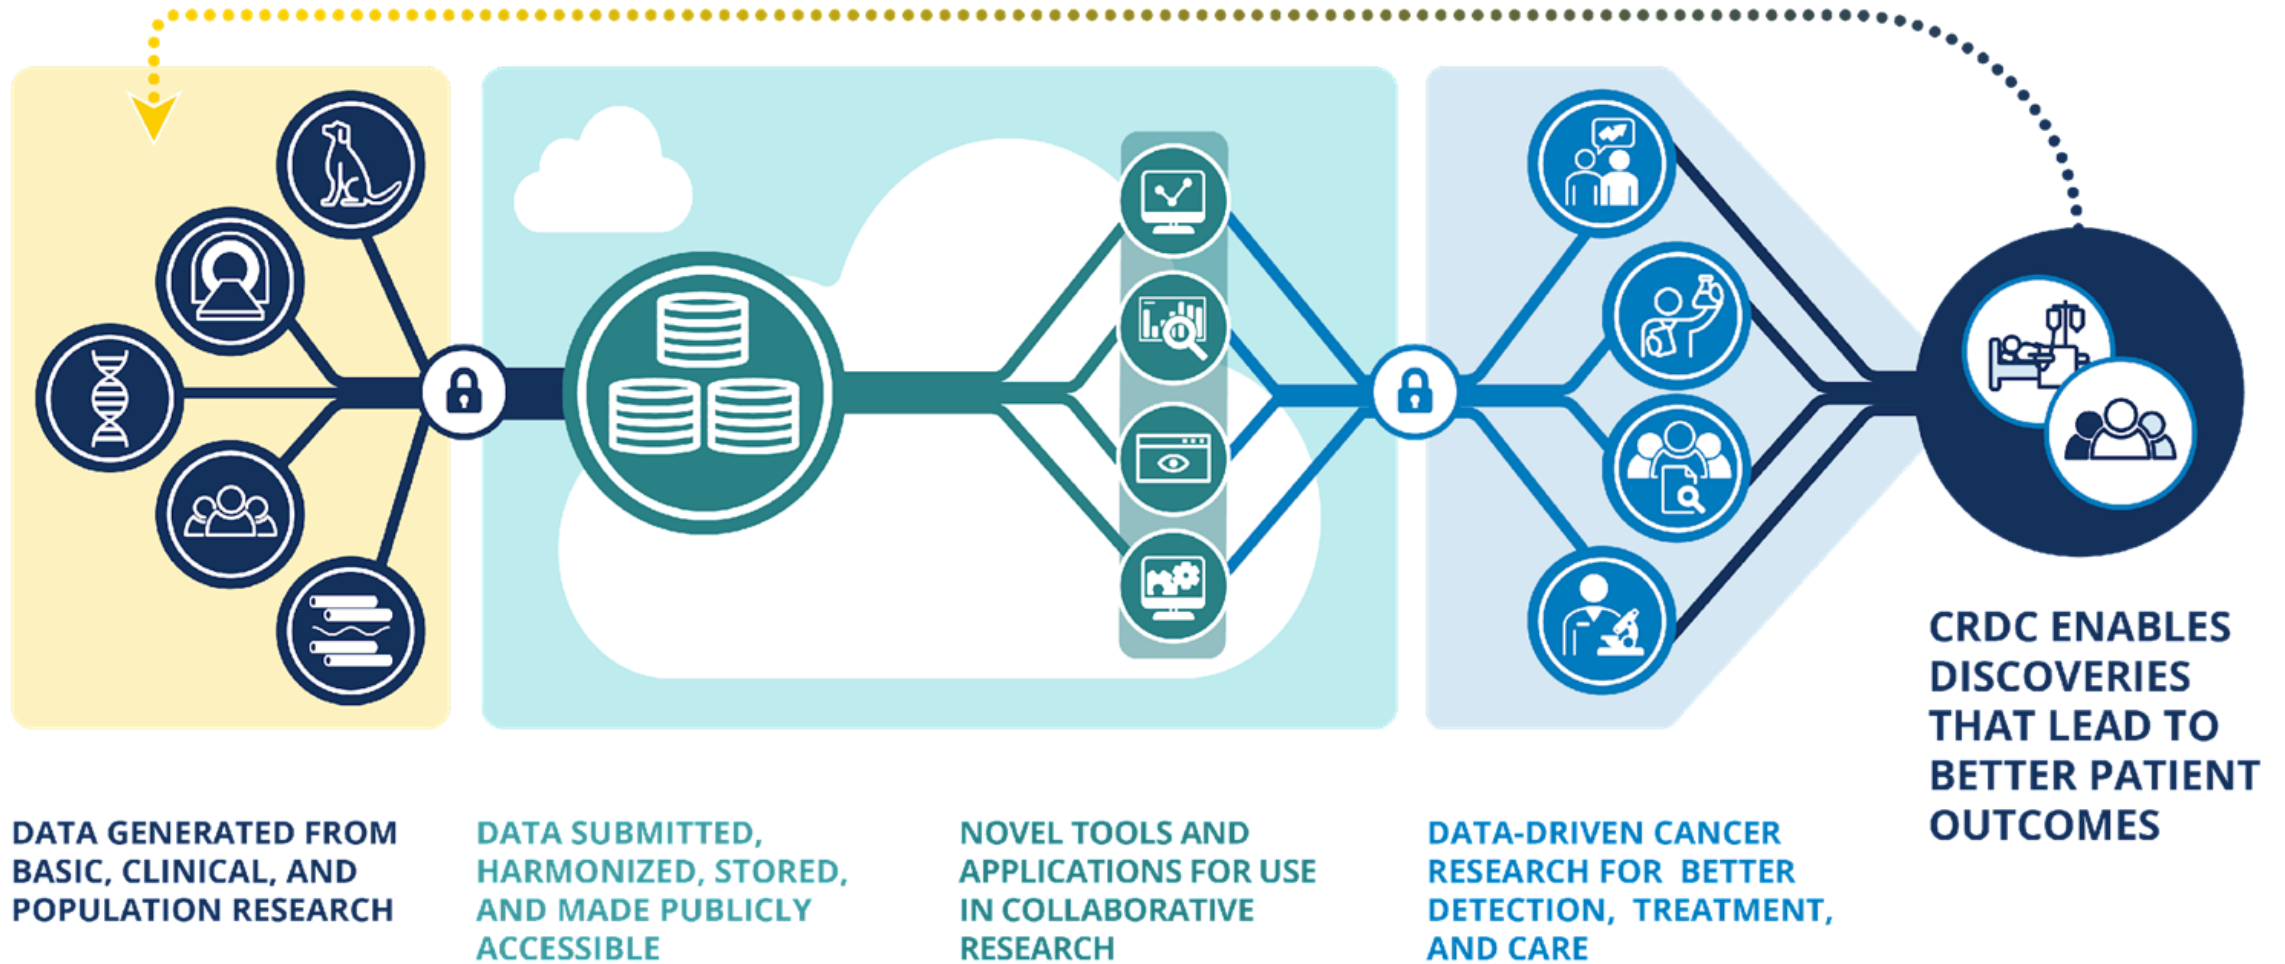 DATA GENERATED FROM
BASIC, CLINICAL, AND
POPULATION RESEARCH
DATA SUBMITTED,
HARMONIZED, STORED,
AND MADE PUBLICLY
ACCESSIBLE
NOVEL TOOLS AND
APPLICATIONS FOR USE
IN COLLABORATIVE
RESEARCH
DATA-DRIVEN CANCER
RESEARCH FOR BETTER
DETECTION, TREATMENT,
AND CARE
CRDC ENABLES
DISCOVERIES
THAT LEAD TO
BETTER PATIENT
OUTCOMES